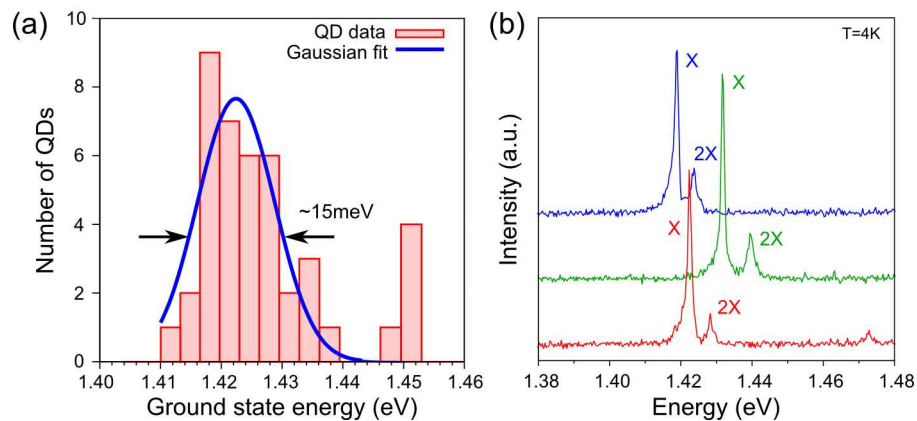 (a)
QD data
Gaussian fit
~15meV
Number of QDs
10
8
6
4
2
0
1.40
1.41
1.42
1.43
1.44
1.45
1.46
Ground state energy (eV)
(b)
T=4K
X
X
2X
X
2X
2X
Intensity (a.u.)
1.38
1.40
1.42
1.44
1.46
1.48
Energy (eV)